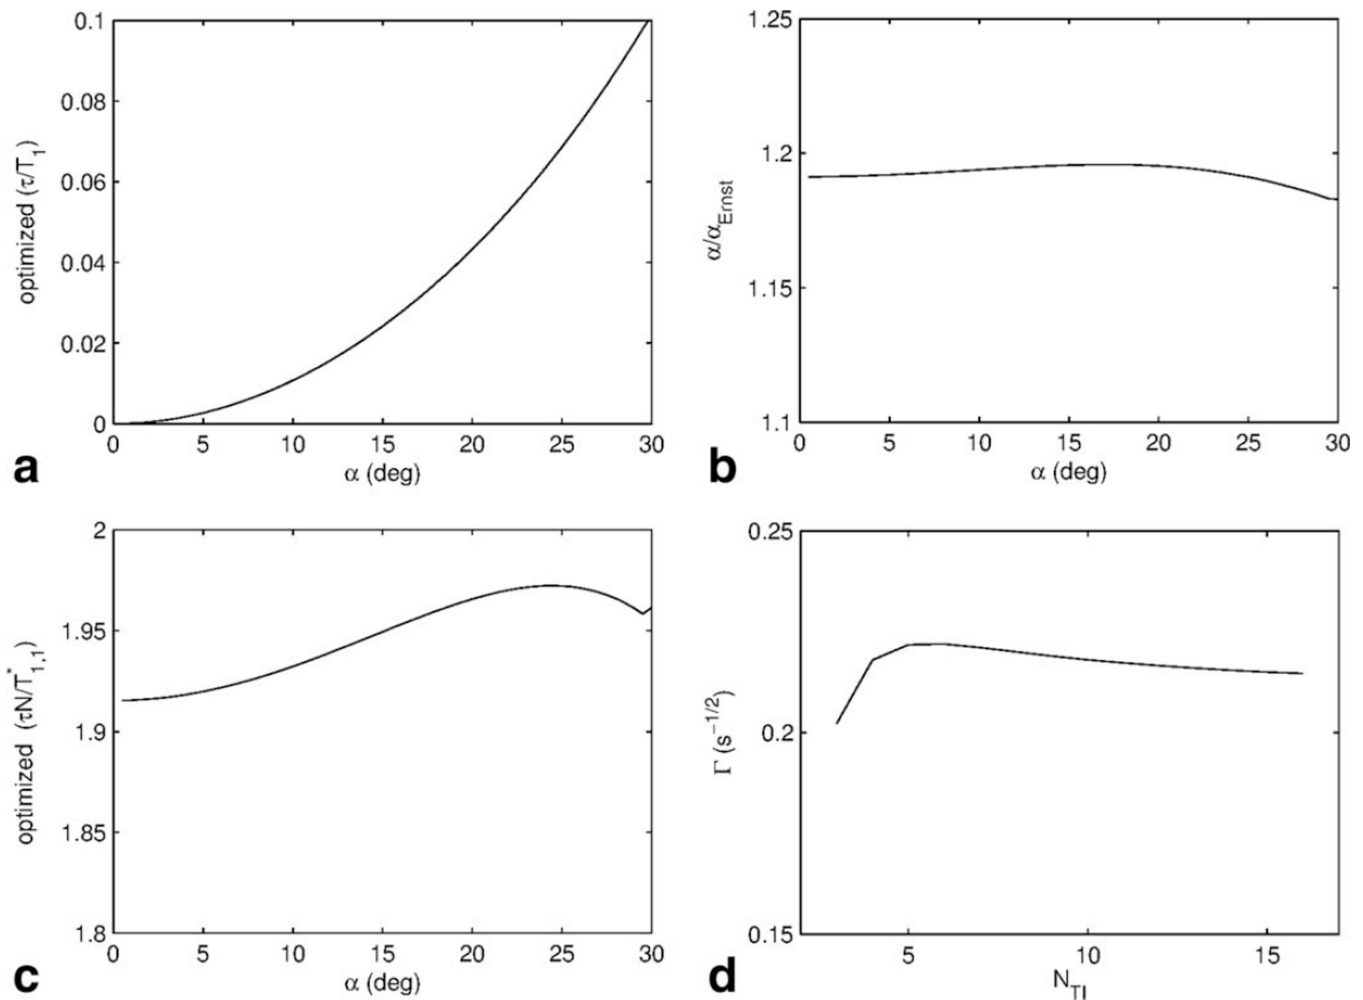 0.1
0.08
0.06
0.04
0.02
0
0 5 10 15 20 25 30
optimized (τ/T1)
α (deg)
a
1.25
1.2
1.15
1.1
0 5 10 15 20 25 30
α/αErnst
α (deg)
b
2
1.95
1.9
1.85
1.8
0 5 10 15 20 25 30
optimized (τN/T*1,1)
α (deg)
c
0.25
0.2
0.15
5 10 15
Γ (s−1/2)
NTI
d